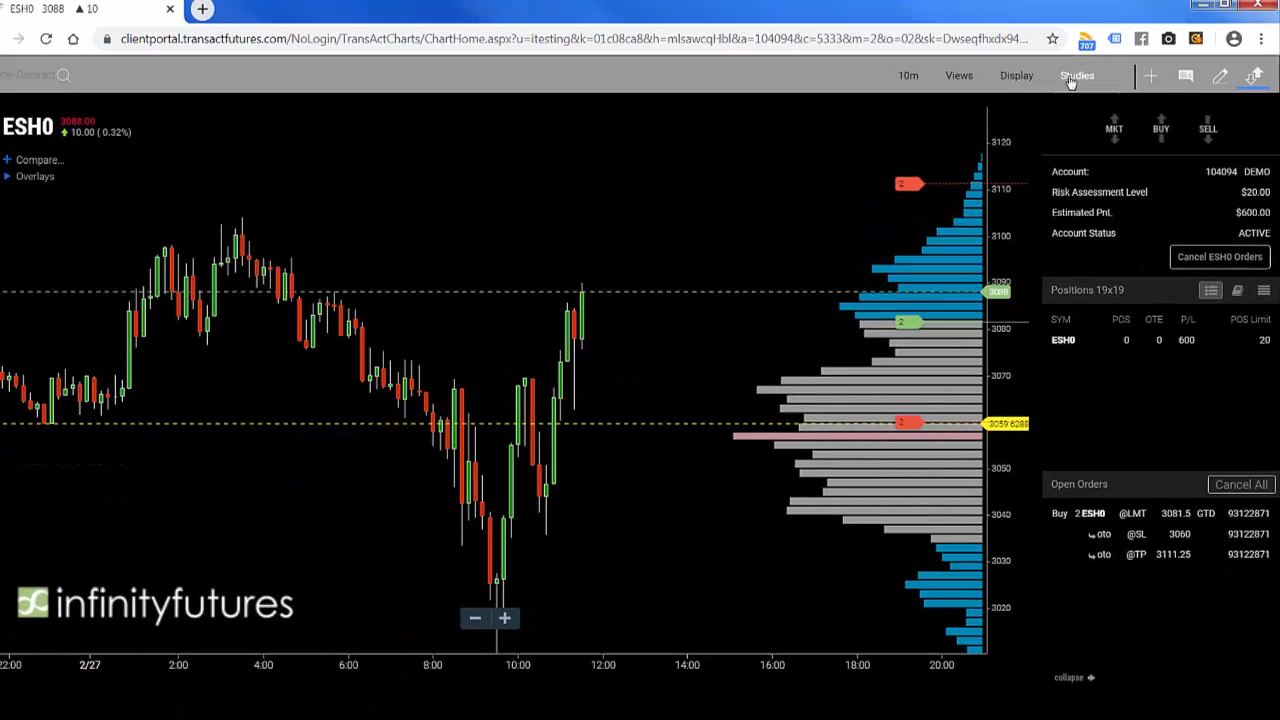 ESH0 3088 ▲ 10
clientportal.transactfutures.com/NoLogin/TransActCharts/ChartHome.aspx?u=itesting&k=01c08ca8&h=mlsawcqHbl&a=104094&c=5333&m=2&o=02&sk=Dwseqfhxdx94...
707
Contract
10m Views Display Studies
ESH0 3088.00
10.00 (0.32%)
Compare...
Overlays
MKT BUY SELL
Account: 104094 DEMO
Risk Assessment Level $20.00
Estimated PnL $600.00
Account Status ACTIVE
Cancel ESH0 Orders
Positions 19x19
SYM POS OTE P/L POS Limit
ESH0 0 0 600 20
Open Orders Cancel All
Buy 2 ESH0 @LMT 3081.5 GTD 93122871
oto @SL 3060 93122871
oto @TP 3111.25 93122871
collapse
3120
3110
3100
3090
3088
3080
3070
3059.6288
3050
3040
3030
3020
2
2
2
infinityfutures
− +
22:00 2/27 2:00 4:00 6:00 8:00 10:00 12:00 14:00 16:00 18:00 20:00